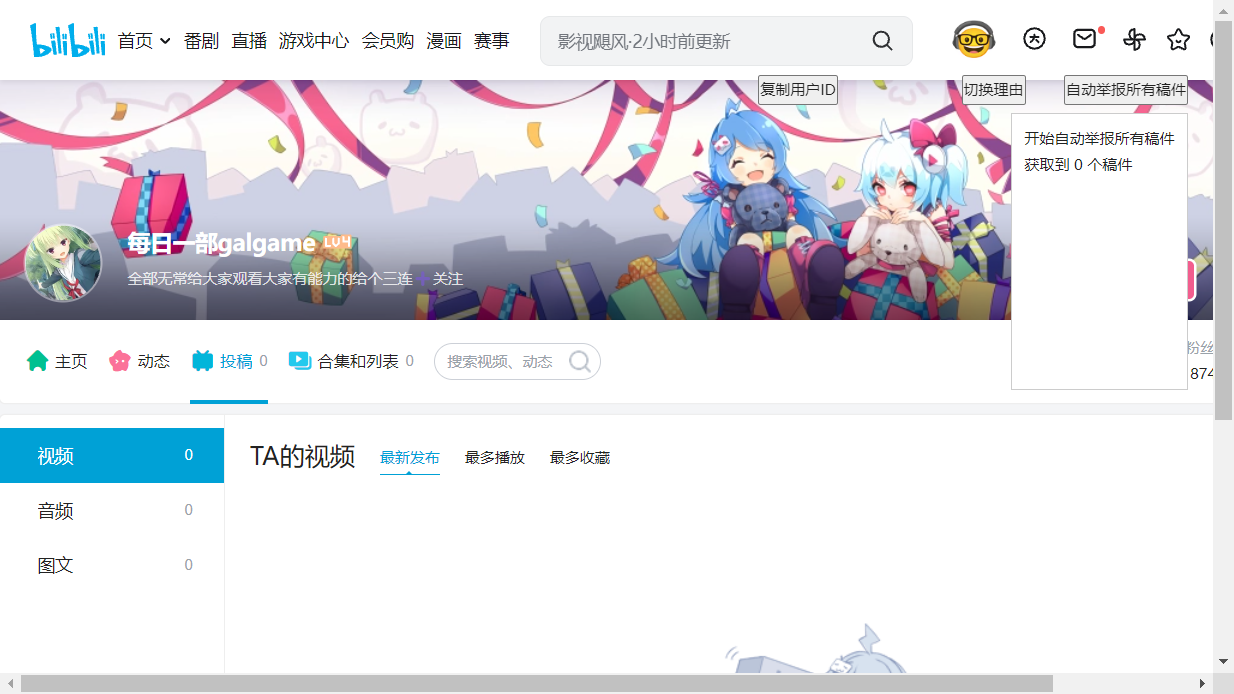 bilibili 首页 番剧 直播 游戏中心 会员购 漫画 赛事 影视飓风·2小时前更新
复制用户ID 切换理由 自动举报所有稿件
开始自动举报所有稿件
获取到 0 个稿件
每日一部galgame LV4
全部无常给大家观看大家有能力的给个三连 关注
主页 动态 投稿 0 合集和列表 0 搜索视频、动态 粉丝
874
视频 0
音频 0
图文 0
TA的视频 最新发布 最多播放 最多收藏